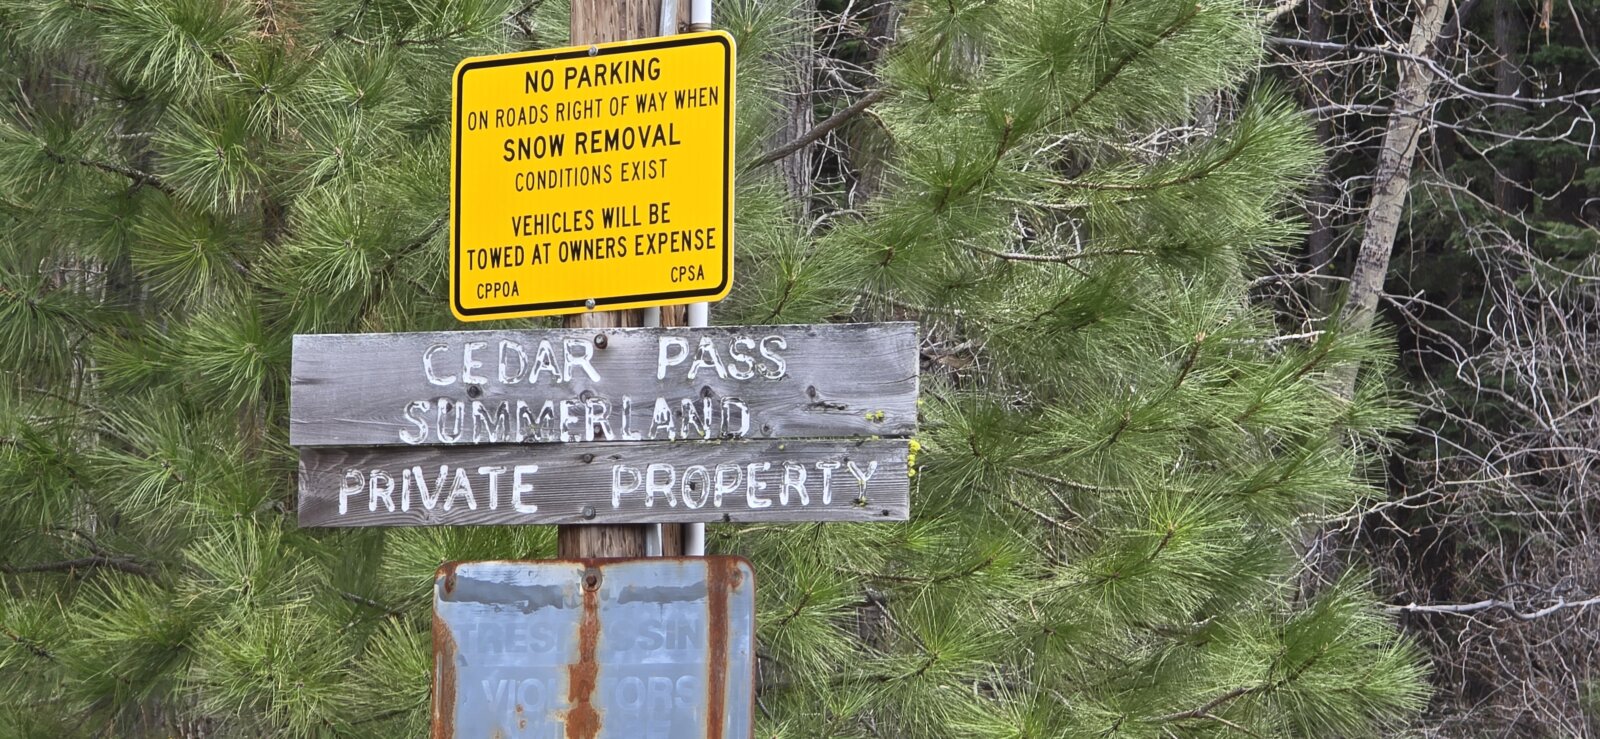 NO PARKING
ON ROADS RIGHT OF WAY WHEN
SNOW REMOVAL
CONDITIONS EXIST
VEHICLES WILL BE
TOWED AT OWNERS EXPENSE
CPPOA CPSA
CEDAR PASS
SUMMERLAND
PRIVATE PROPERTY
VIOLATORS